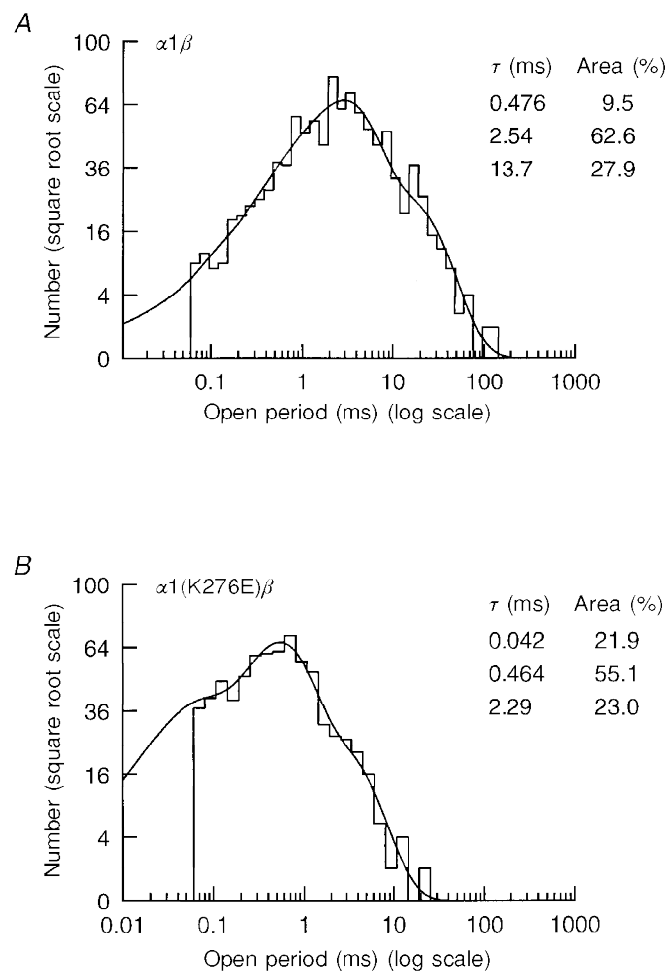 A
α1β
100
64
36
16
4
0
Number (square root scale)
τ (ms) Area (%)
0.476 9.5
2.54 62.6
13.7 27.9
0.1 1 10 100 1000
Open period (ms) (log scale)
B
α1(K276E)β
100
64
36
16
4
0
Number (square root scale)
τ (ms) Area (%)
0.042 21.9
0.464 55.1
2.29 23.0
0.01 0.1 1 10 100 1000
Open period (ms) (log scale)